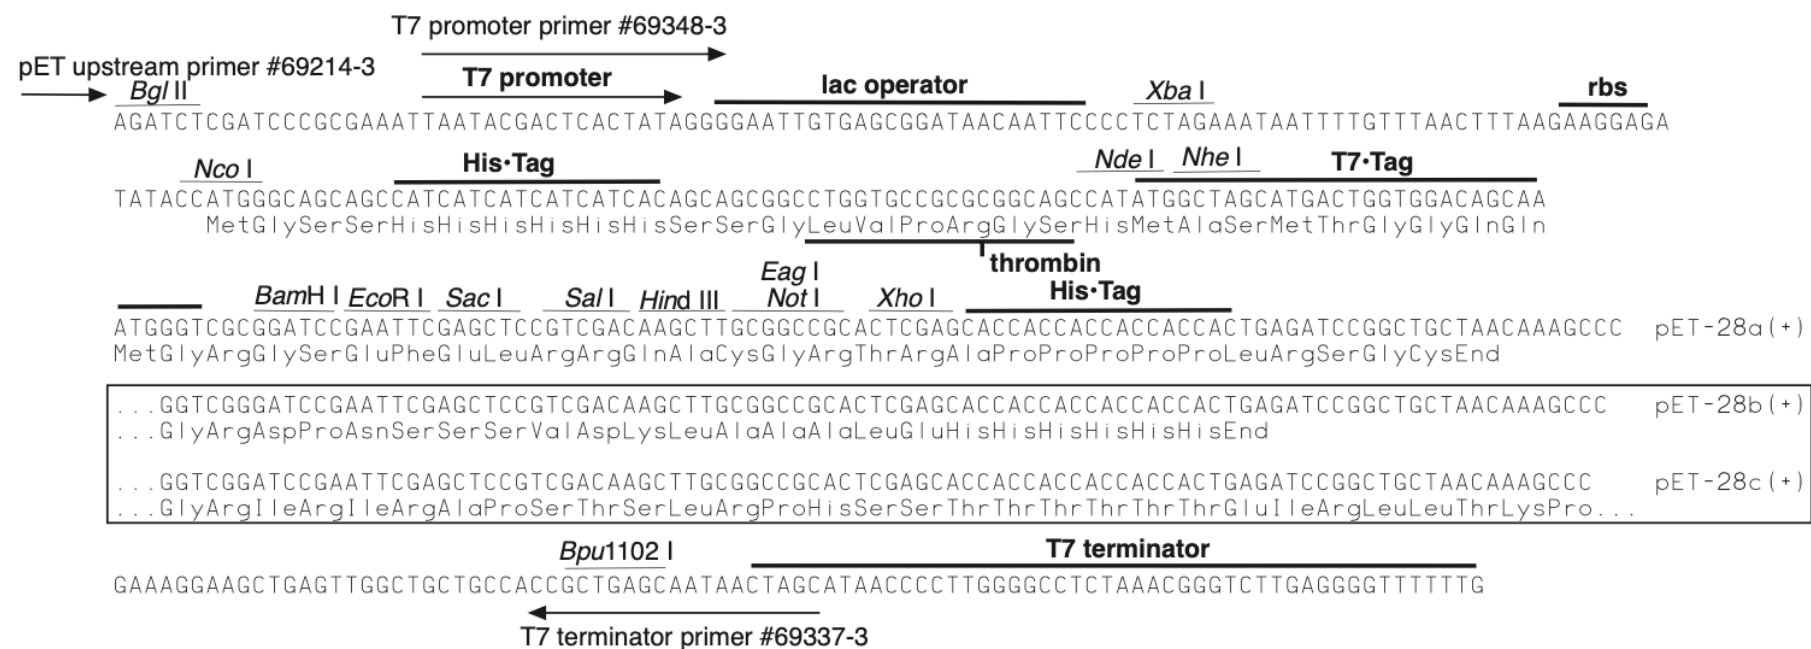 T7 promoter primer #69348-3
pET upstream primer #69214-3
Bgl II
T7 promoter
lac operator
Xba I
rbs
AGATCTCGATCCCGCGAAATTAATACGACTCACTATAGGGGAATTGTGAGCGGATAACAATTCCCCTCTAGAAATAATTTTGTTTAACTTTAAGAAGGAGA
Nco I
His•Tag
Nde I
Nhe I
T7•Tag
TATACCATGGGCAGCAGCCATCATCATCATCATCACAGCAGCGGCCTGGTGCCGCGCGGCAGCCATATGGCTAGCATGACTGGTGGACAGCAA
MetGlySerSerHisHisHisHisHisHisSerSerGlyLeuValProArgGlySerHisMetAlaSerMetThrGlyGlyGlnGln
thrombin
Eag I
BamH I
EcoR I
Sac I
Sal I
Hind III
Not I
Xho I
His•Tag
ATGGGTCGCGGATCCGAATTCGAGCTCCGTCGACAAGCTTGCGGCCGCACTCGAGCACCACCACCACCACCACTGAGATCCGGCTGCTAACAAAGCCC pET-28a(+)
MetGlyArgGlySerGluPheGluLeuArgArgGlnAlaCysGlyArgThrArgAlaProProProProProLeuArgSerGlyCysEnd
...GGTCGGGATCCGAATTCGAGCTCCGTCGACAAGCTTGCGGCCGCACTCGAGCACCACCACCACCACCACTGAGATCCGGCTGCTAACAAAGCCC pET-28b(+)
...GlyArgAspProAsnSerSerSerValAspLysLeuAlaAlaAlaLeuGluHisHisHisHisHisHisEnd
...GGTCGGATCCGAATTCGAGCTCCGTCGACAAGCTTGCGGCCGCACTCGAGCACCACCACCACCACCACTGAGATCCGGCTGCTAACAAAGCCC pET-28c(+)
...GlyArgIleArgIleArgAlaProSerThrSerLeuArgProHisSerSerThrThrThrThrThrThrGluIleArgLeuLeuThrLysPro...
Bpu1102 I
T7 terminator
GAAAGGAAGCTGAGTTGGCTGCTGCCACCGCTGAGCAATAACTAGCATAACCCCTTGGGGCCTCTAAACGGGTCTTGAGGGGTTTTTTG
T7 terminator primer #69337-3